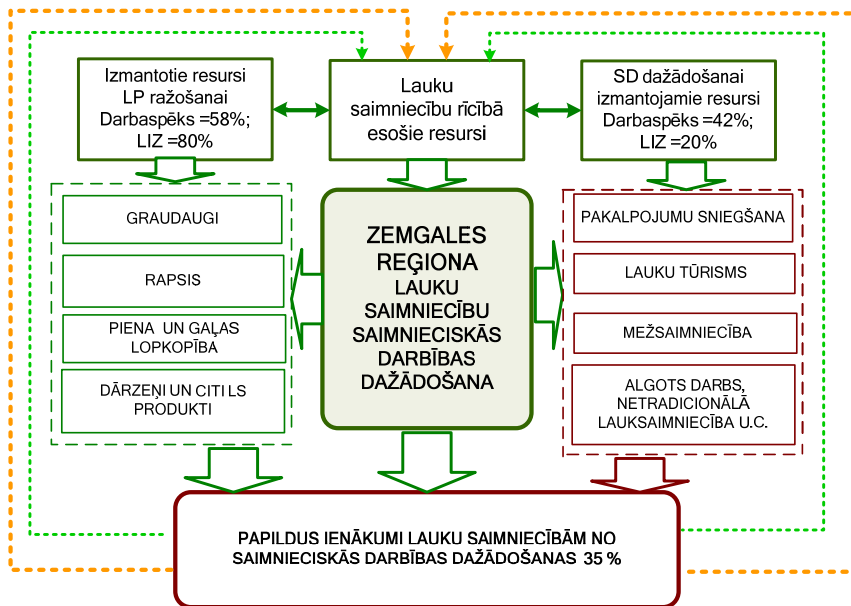 Izmantotie resursi
LP ražošanai
Darbaspēks =58%;
LIZ =80%
Lauku
saimniecību rīcībā
esošie resursi
SD dažādošanai
izmantojamie resursi
Darbaspēks =42%;
LIZ =20%
GRAUDAUGI
RAPSIS
PIENA UN GAĻAS
LOPKOPĪBA
DĀRZEŅI UN CITI LS
PRODUKTI
ZEMGALES
REĢIONA
LAUKU
SAIMNIECĪBU
SAIMNIECISKĀS
DARBĪBAS
DAŽĀDOŠANA
PAKALPOJUMU SNIEGŠANA
LAUKU TŪRISMS
MEŽSAIMNIECĪBA
ALGOTS DARBS,
NETRADICIONĀLĀ
LAUKSAIMNIECĪBA U.C.
PAPILDUS IENĀKUMI LAUKU SAIMNIECĪBĀM NO
SAIMNIECISKĀS DARBĪBAS DAŽĀDOŠANAS 35 %